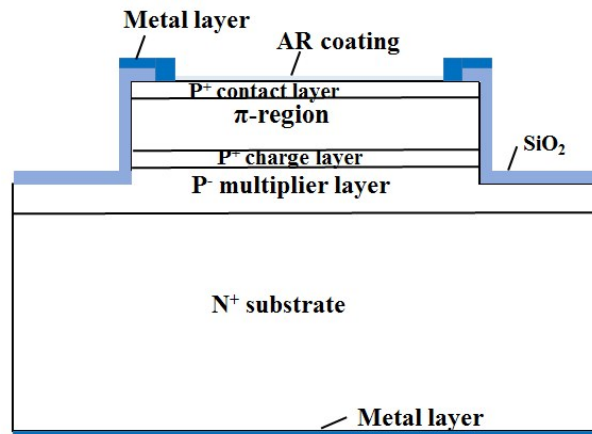 Metal layer
AR coating
P⁺ contact layer
π-region
P⁺ charge layer
SiO₂
P⁻ multiplier layer
N⁺ substrate
Metal layer